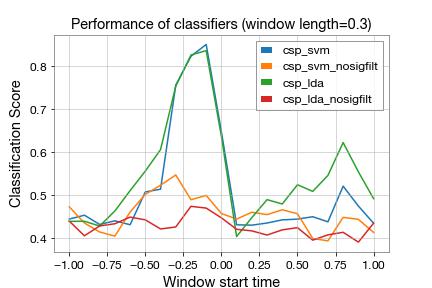 Performance of classifiers (window length=0.3)
csp_svm
csp_svm_nosigfilt
csp_lda
csp_lda_nosigfilt
Classification Score
0.8
0.7
0.6
0.5
0.4
−1.00 −0.75 −0.50 −0.25 0.00 0.25 0.50 0.75 1.00
Window start time